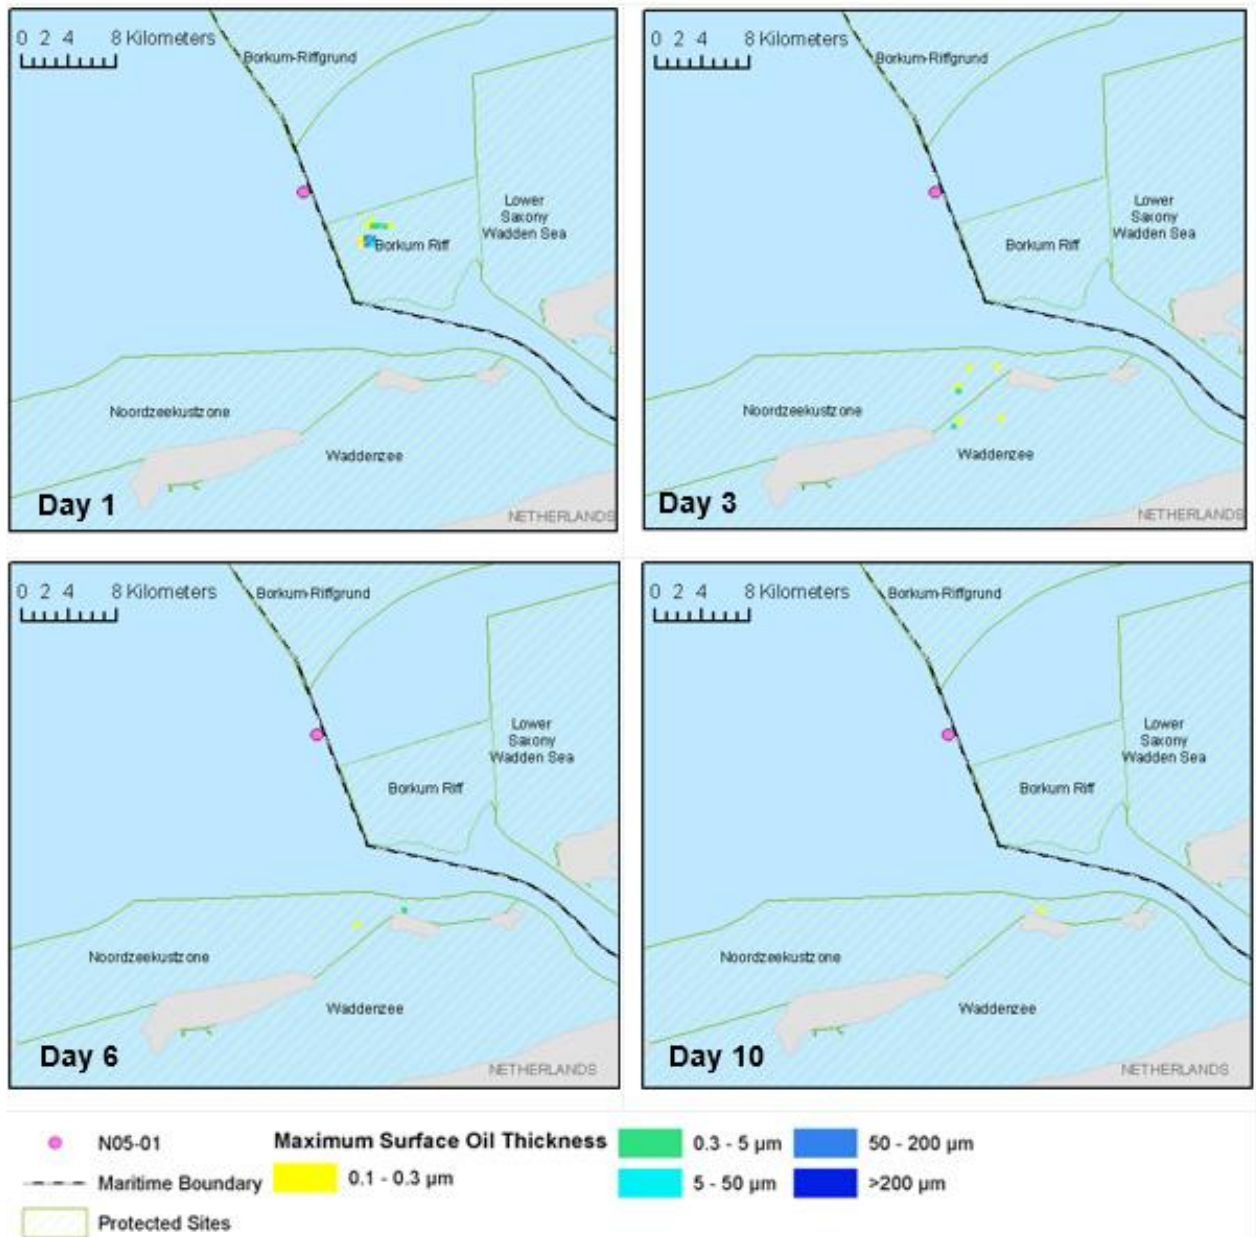 0 2 4 8 Kilometers
Borkum-Riffgrund
Lower
Saxony
Wadden Sea
Borkum Riff
Noordzeekustzone
Waddenzee
Day 1
NETHERLANDS
0 2 4 8 Kilometers
Borkum-Riffgrund
Lower
Saxony
Wadden Sea
Borkum Riff
Noordzeekustzone
Waddenzee
Day 3
NETHERLANDS
0 2 4 8 Kilometers
Borkum-Riffgrund
Lower
Saxony
Wadden Sea
Borkum Riff
Noordzeekustzone
Waddenzee
Day 6
NETHERLANDS
0 2 4 8 Kilometers
Borkum-Riffgrund
Lower
Saxony
Wadden Sea
Borkum Riff
Noordzeekustzone
Waddenzee
Day 10
NETHERLANDS
N05-01
Maritime Boundary
Protected Sites
Maximum Surface Oil Thickness
0.1 - 0.3 µm
0.3 - 5 µm
5 - 50 µm
50 - 200 µm
>200 µm